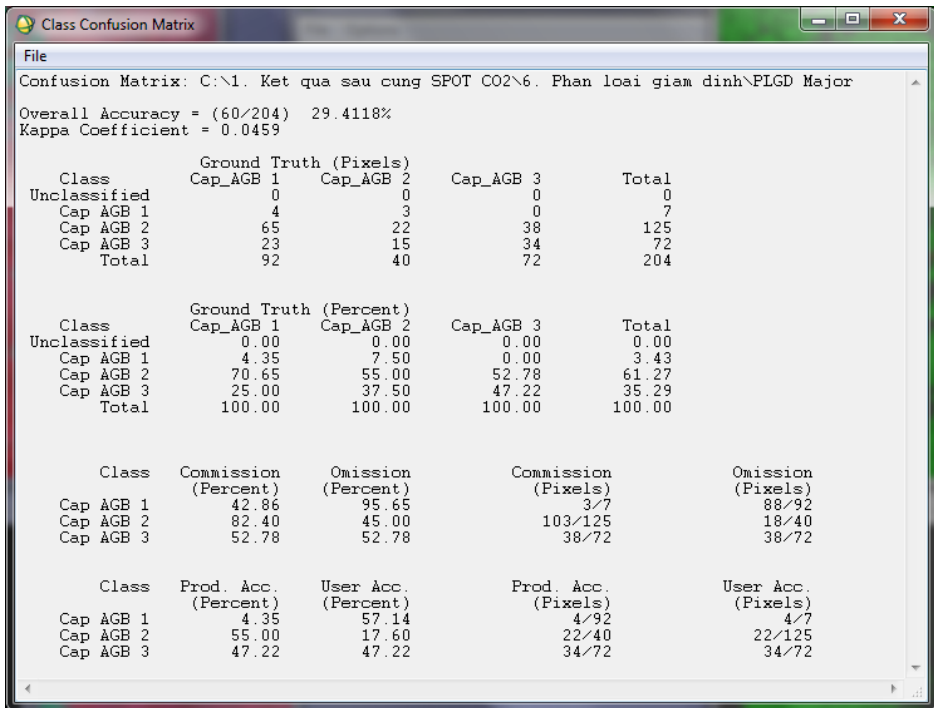 Class Confusion Matrix
File
Confusion Matrix: C:\1. Ket qua sau cung SPOT CO2\6. Phan loai giam dinh\PLGD Major
Overall Accuracy = (60/204) 29.4118%
Kappa Coefficient = 0.0459
Ground Truth (Pixels)
Class Cap_AGB 1 Cap_AGB 2 Cap_AGB 3 Total
Unclassified 0 0 0 0
Cap AGB 1 4 3 0 7
Cap AGB 2 65 22 38 125
Cap AGB 3 23 15 34 72
Total 92 40 72 204
Ground Truth (Percent)
Class Cap_AGB 1 Cap_AGB 2 Cap_AGB 3 Total
Unclassified 0.00 0.00 0.00 0.00
Cap AGB 1 4.35 7.50 0.00 3.43
Cap AGB 2 70.65 55.00 52.78 61.27
Cap AGB 3 25.00 37.50 47.22 35.29
Total 100.00 100.00 100.00 100.00
Class Commission Omission Commission Omission
(Percent) (Percent) (Pixels) (Pixels)
Cap AGB 1 42.86 95.65 3/7 88/92
Cap AGB 2 82.40 45.00 103/125 18/40
Cap AGB 3 52.78 52.78 38/72 38/72
Class Prod. Acc. User Acc. Prod. Acc. User Acc.
(Percent) (Percent) (Pixels) (Pixels)
Cap AGB 1 4.35 57.14 4/92 4/7
Cap AGB 2 55.00 17.60 22/40 22/125
Cap AGB 3 47.22 47.22 34/72 34/72